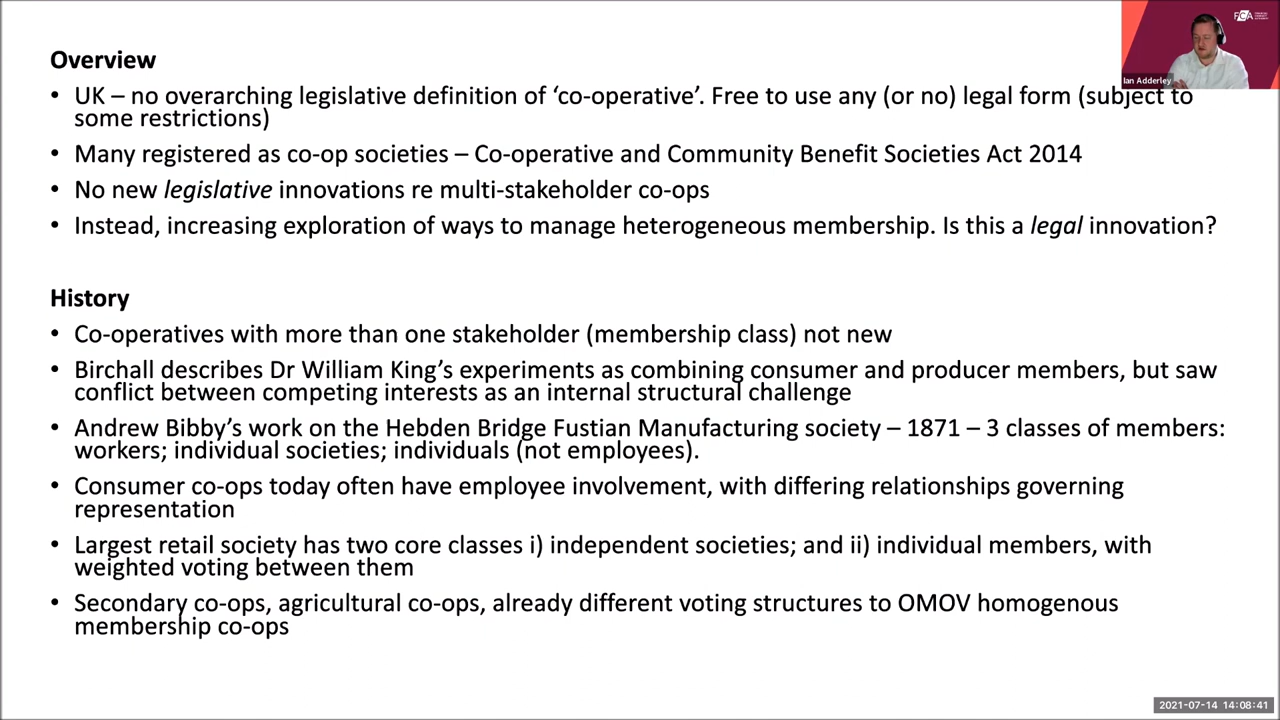 Overview
• UK – no overarching legislative definition of ‘co-operative’. Free to use any (or no) legal form (subject to
some restrictions)
• Many registered as co-op societies – Co-operative and Community Benefit Societies Act 2014
• No new legislative innovations re multi-stakeholder co-ops
• Instead, increasing exploration of ways to manage heterogeneous membership. Is this a legal innovation?
History
• Co-operatives with more than one stakeholder (membership class) not new
• Birchall describes Dr William King’s experiments as combining consumer and producer members, but saw
conflict between competing interests as an internal structural challenge
• Andrew Bibby’s work on the Hebden Bridge Fustian Manufacturing society – 1871 – 3 classes of members:
workers; individual societies; individuals (not employees).
• Consumer co-ops today often have employee involvement, with differing relationships governing
representation
• Largest retail society has two core classes i) independent societies; and ii) individual members, with
weighted voting between them
• Secondary co-ops, agricultural co-ops, already different voting structures to OMOV homogenous
membership co-ops
FCA
Ian Adderley
2021-07-14 14:08:41